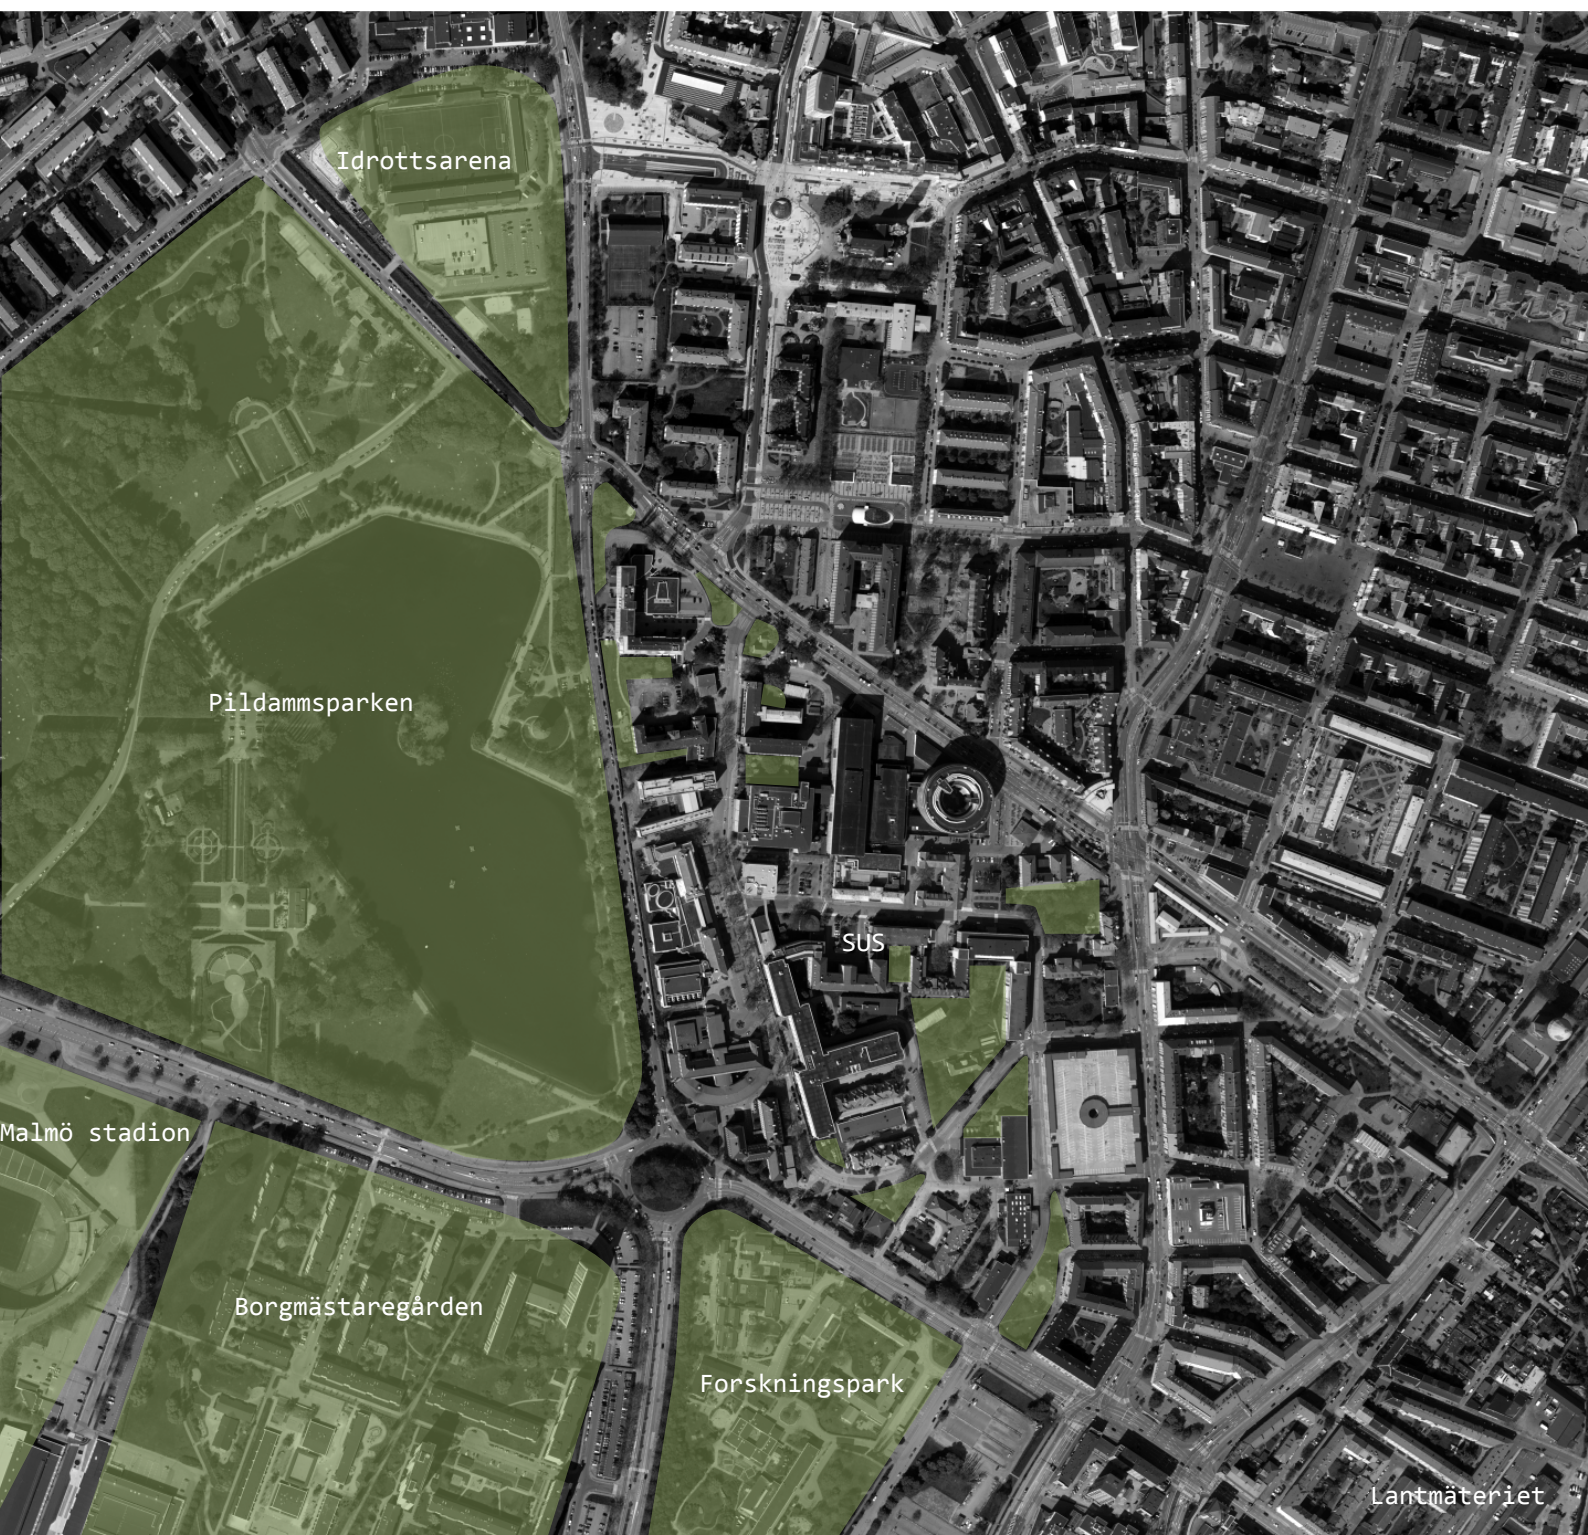 Idrottsarena
Pildammsparken
SUS
Malmö stadion
Borgmästaregården
Forskningspark
Lantmäteriet